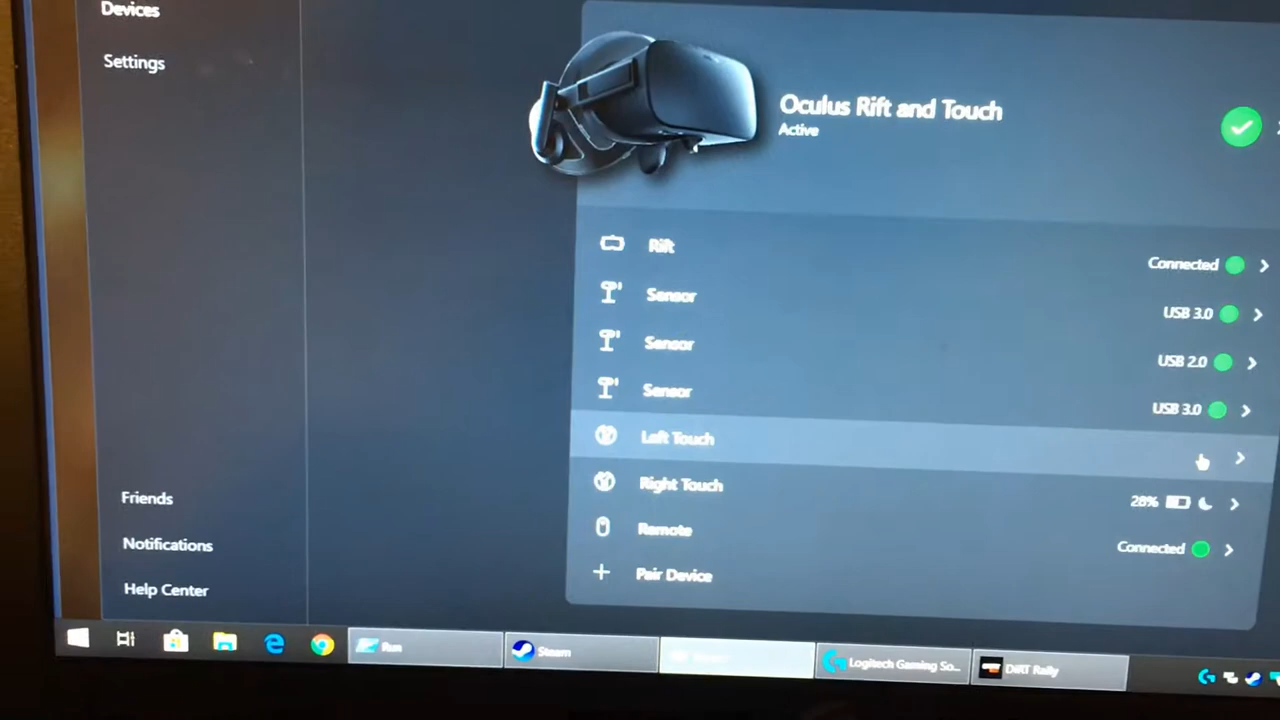 Devices
Settings
Oculus Rift and Touch
Active
Rift
Connected
Sensor
USB 3.0
Sensor
USB 2.0
Sensor
USB 3.0
Left Touch
Right Touch
28%
Remote
Connected
Pair Device
Friends
Notifications
Help Center
Run
Steam
Logitech Gaming So...
DiRT Rally